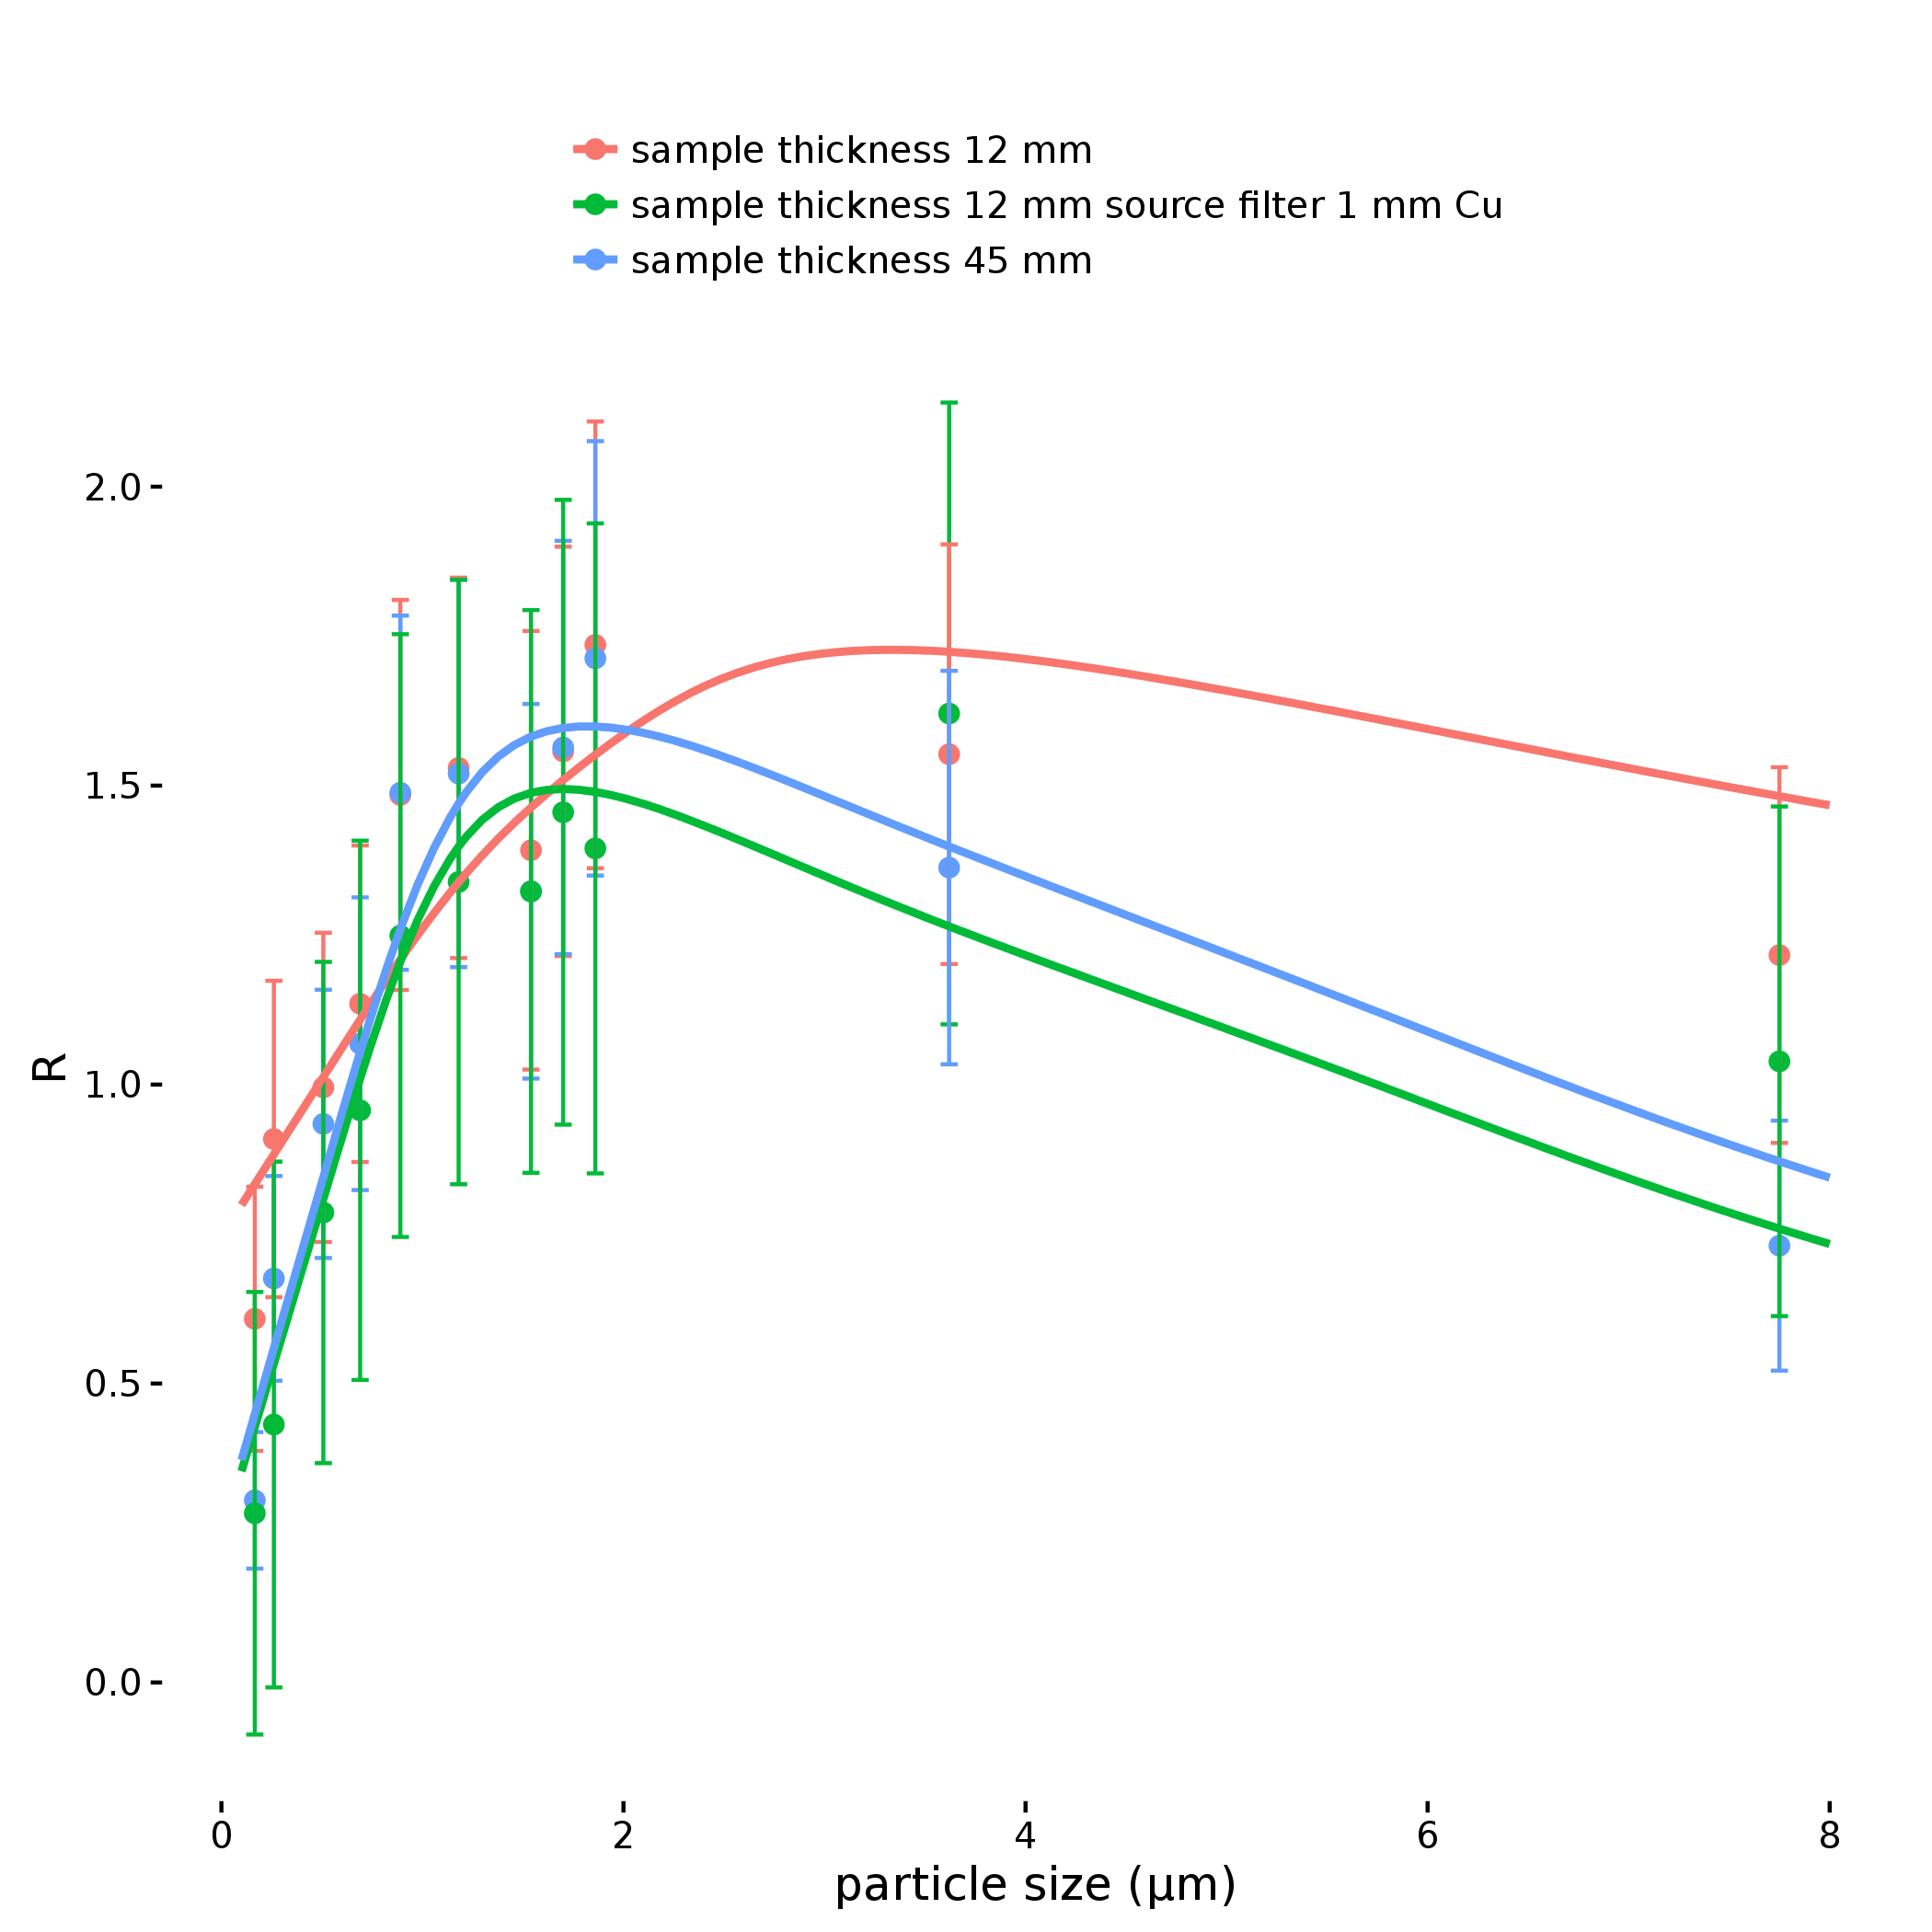 sample thickness 12 mm
sample thickness 12 mm source filter 1 mm Cu
sample thickness 45 mm
2.0
1.5
1.0
0.5
0.0
R
0 2 4 6 8
particle size (µm)